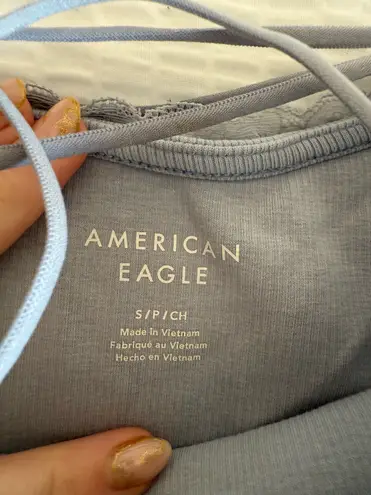 AMERICAN
EAGLE
S/P/CH
Made in Vietnam
Fabriqué au Vietnam
Hecho en Vietnam